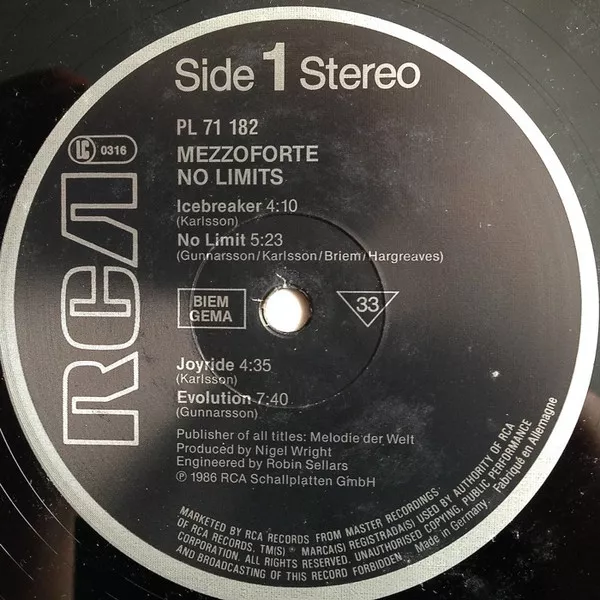 Side 1 Stereo
PL 71 182
LC 0316
MEZZOFORTE
NO LIMITS
Icebreaker 4:10
(Karlsson)
No Limit 5:23
(Gunnarsson/Karlsson/Briem/Hargreaves)
RCA
BIEM
GEMA
33
Joyride 4:35
(Karlsson)
Evolution 7:40
(Gunnarsson)
Publisher of all titles: Melodie der Welt
Produced by Nigel Wright
Engineered by Robin Sellars
℗ 1986 RCA Schallplatten GmbH
MARKETED BY RCA RECORDS FROM MASTER RECORDINGS.
OF RCA RECORDS. TM(S)® MARCA(S) REGISTRADA(S) USED BY AUTHORITY OF RCA
CORPORATION. ALL RIGHTS RESERVED. UNAUTHORISED COPYING, PUBLIC PERFORMANCE
AND BROADCASTING OF THIS RECORD FORBIDDEN. Made in Germany. Fabriqué en Allemagne